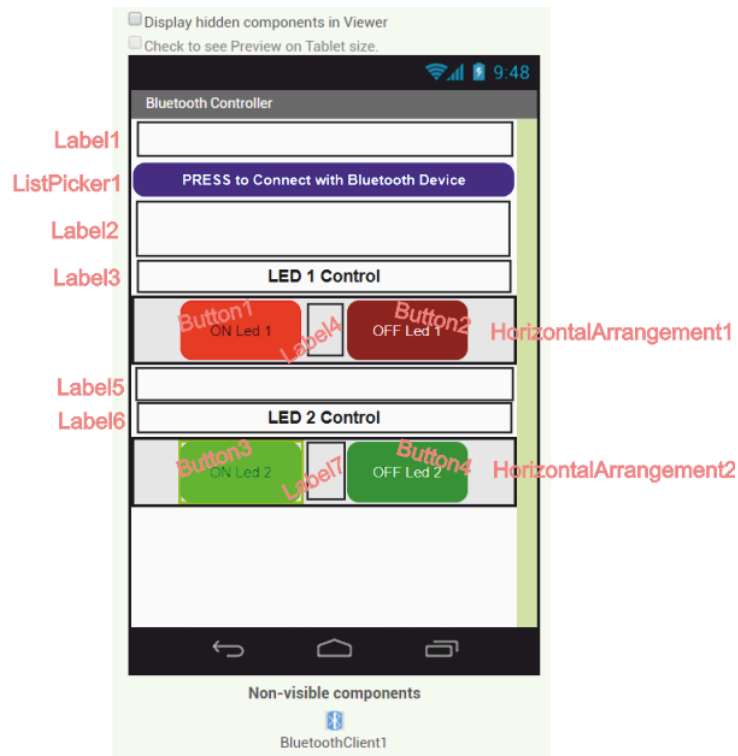 Display hidden components in Viewer
Check to see Preview on Tablet size.
9:48
Bluetooth Controller
Label1
ListPicker1
PRESS to Connect with Bluetooth Device
Label2
Label3
LED 1 Control
Button1
ON Led 1
Label4
Button2
OFF Led 1
HorizontalArrangement1
Label5
Label6
LED 2 Control
Button3
ON Led 2
Label7
Button4
OFF Led 2
HorizontalArrangement2
Non-visible components
BluetoothClient1